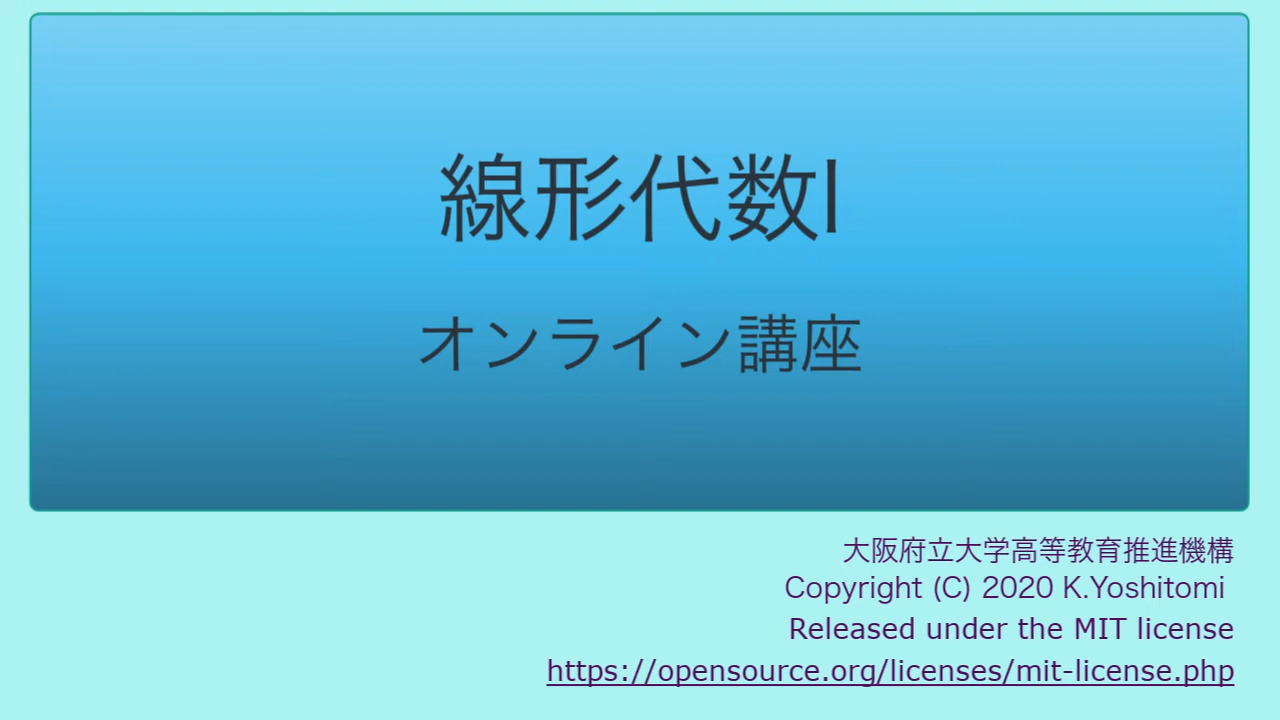 線形代数I
オンライン講座
大阪府立大学高等教育推進機構
Copyright (C) 2020 K.Yoshitomi
Released under the MIT license
https://opensource.org/licenses/mit-license.php